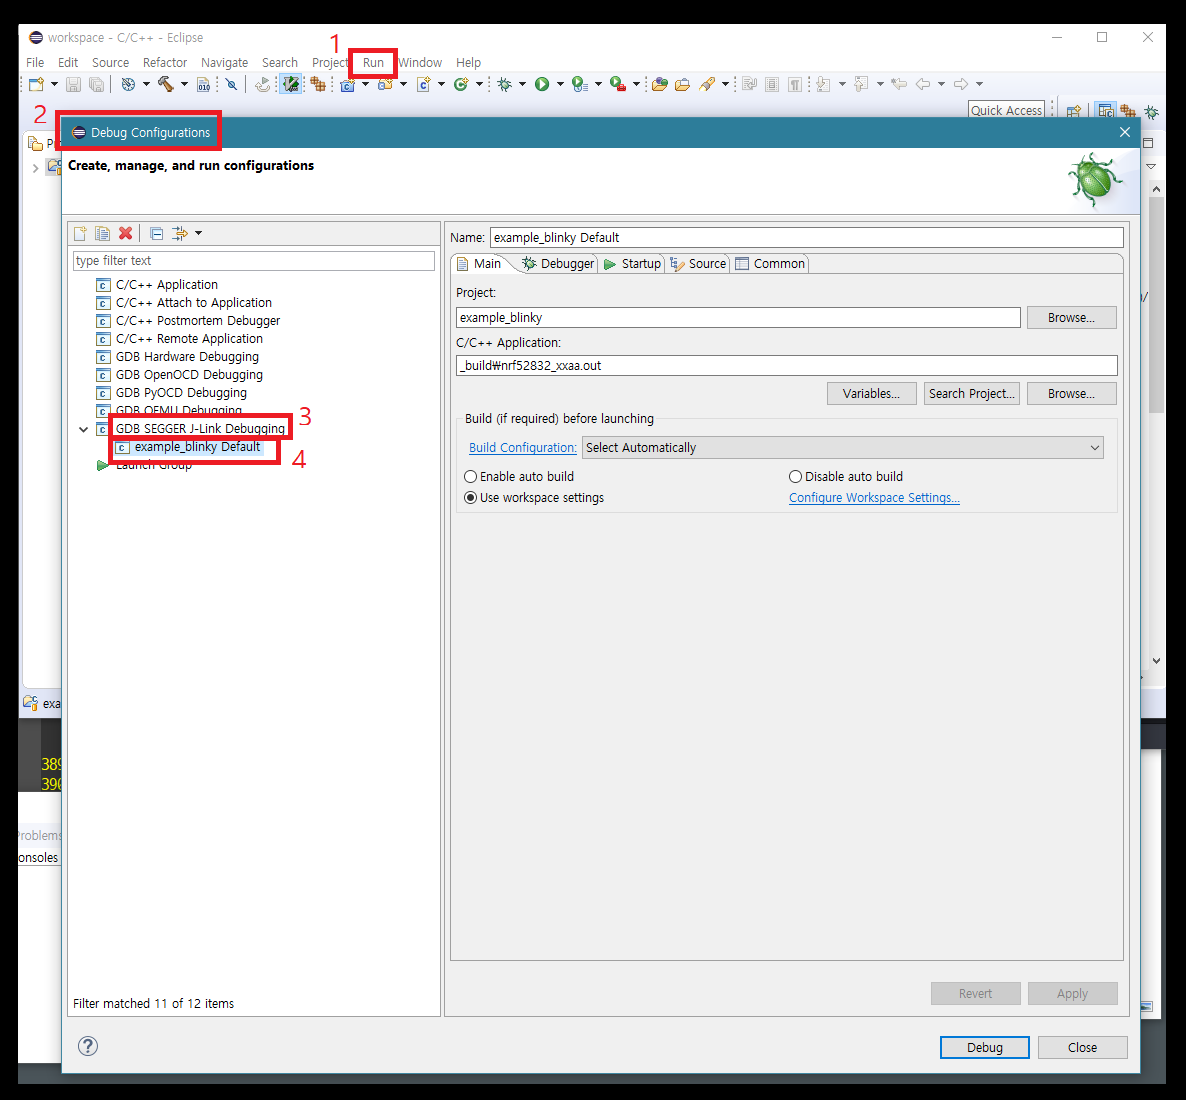 workspace - C/C++ - Eclipse
1
File Edit Source Refactor Navigate Search Project Run Window Help
2
Quick Access
Debug Configurations
Create, manage, and run configurations
type filter text
C/C++ Application
C/C++ Attach to Application
C/C++ Postmortem Debugger
C/C++ Remote Application
GDB Hardware Debugging
GDB OpenOCD Debugging
GDB PyOCD Debugging
GDB QEMU Debugging
GDB SEGGER J-Link Debugging
3
example_blinky Default
4
Launch Group
Filter matched 11 of 12 items
Name: example_blinky Default
Main Debugger Startup Source Common
Project:
example_blinky
Browse...
C/C++ Application:
_build₩nrf52832_xxaa.out
Variables... Search Project... Browse...
Build (if required) before launching
Build Configuration: Select Automatically
Enable auto build Disable auto build
Use workspace settings Configure Workspace Settings...
Revert Apply
Debug Close
exa
389
390
Problems
onsoles